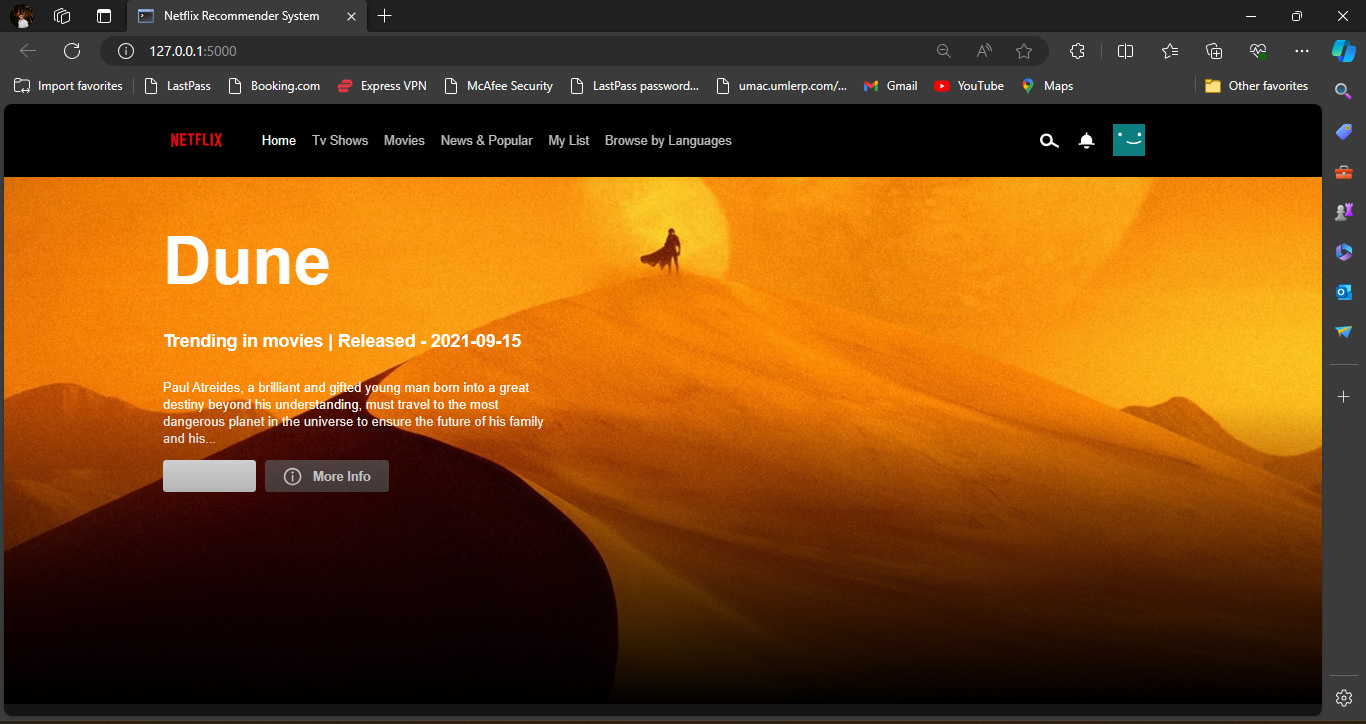 Netflix Recommender System
127.0.0.1:5000
Import favorites
LastPass
Booking.com
Express VPN
McAfee Security
LastPass password...
umac.umlerp.com/...
Gmail
YouTube
Maps
Other favorites
NETFLIX
Home
Tv Shows
Movies
News & Popular
My List
Browse by Languages
Dune
Trending in movies | Released - 2021-09-15
Paul Atreides, a brilliant and gifted young man born into a great
destiny beyond his understanding, must travel to the most
dangerous planet in the universe to ensure the future of his family
and his...
More Info